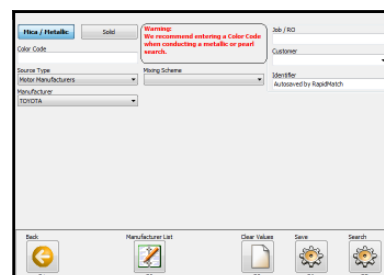 Mica / Metallic
Solid
Warning:
We recommend entering a Color Code
when conducting a metallic or pearl
search.
Job / RO
Color Code
Customer
Source Type
Mixing Scheme
Identifier
Motor Manufacturers
Autosaved by RapidMatch
Manufacturer
TOYOTA
Back
Manufacturer List
Clear Values
Save
Search